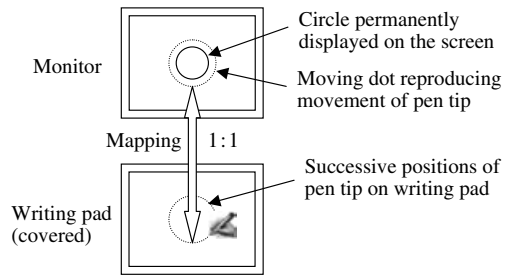 Circle permanently
displayed on the screen
Monitor
Moving dot reproducing
movement of pen tip
Mapping 1:1
Successive positions of
pen tip on writing pad
Writing pad
(covered)